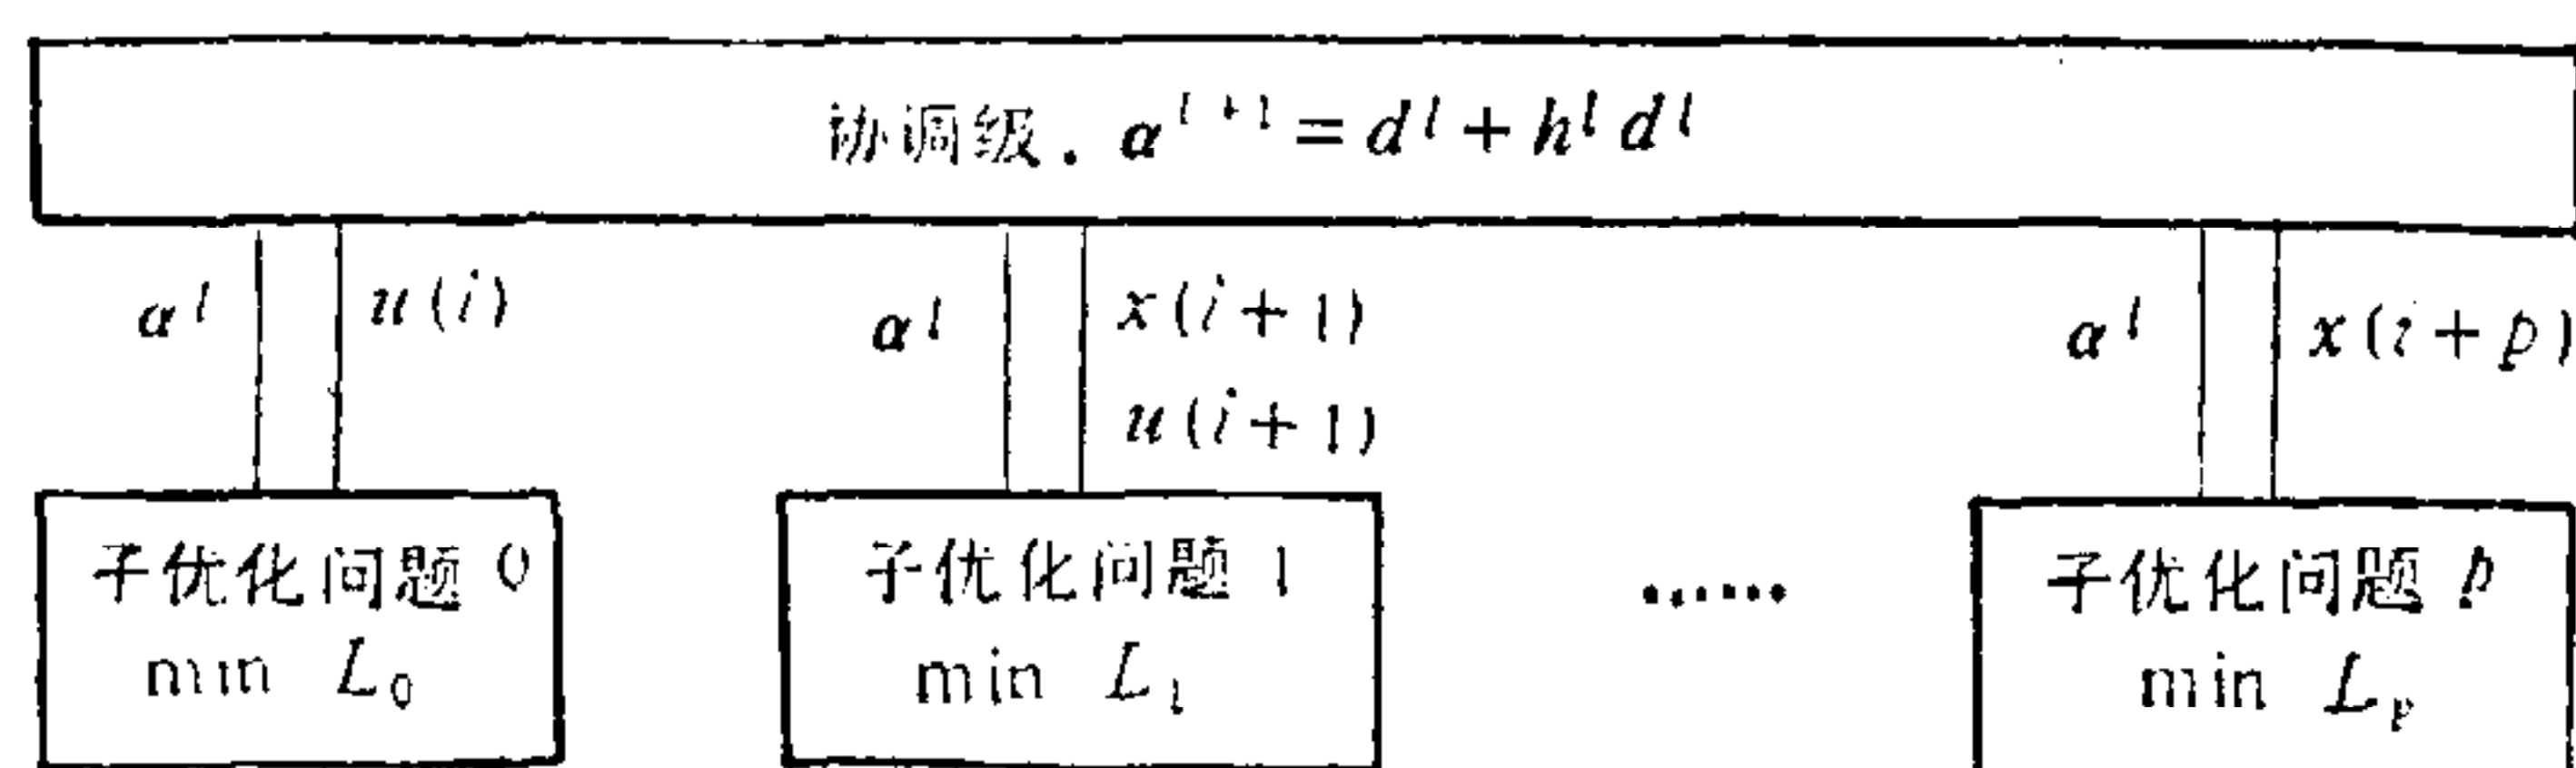 协调级. α^{l+1} = d^l + h^l d^l
α^l u(i) α^l x(i+1) α^l x(i+p)
u(i+1)
子优化问题 0 子优化问题 1 …… 子优化问题 p
min L_0 min L_1 min L_p